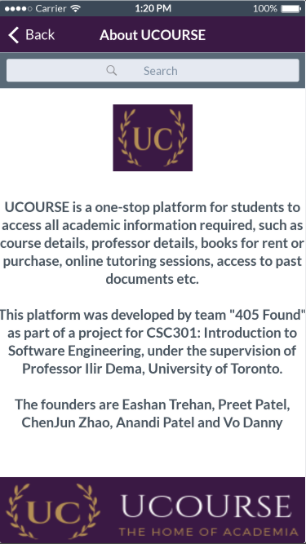 Carrier 1:20 PM 100%
Back About UCOURSE
Search
UC
UCOURSE is a one-stop platform for students to
access all academic information required, such as
course details, professor details, books for rent or
purchase, online tutoring sessions, access to past
documents etc.
This platform was developed by team "405 Found"
as part of a project for CSC301: Introduction to
Software Engineering, under the supervision of
Professor Ilir Dema, University of Toronto.
The founders are Eashan Trehan, Preet Patel,
ChenJun Zhao, Anandi Patel and Vo Danny
UC UCOURSE
THE HOME OF ACADEMIA